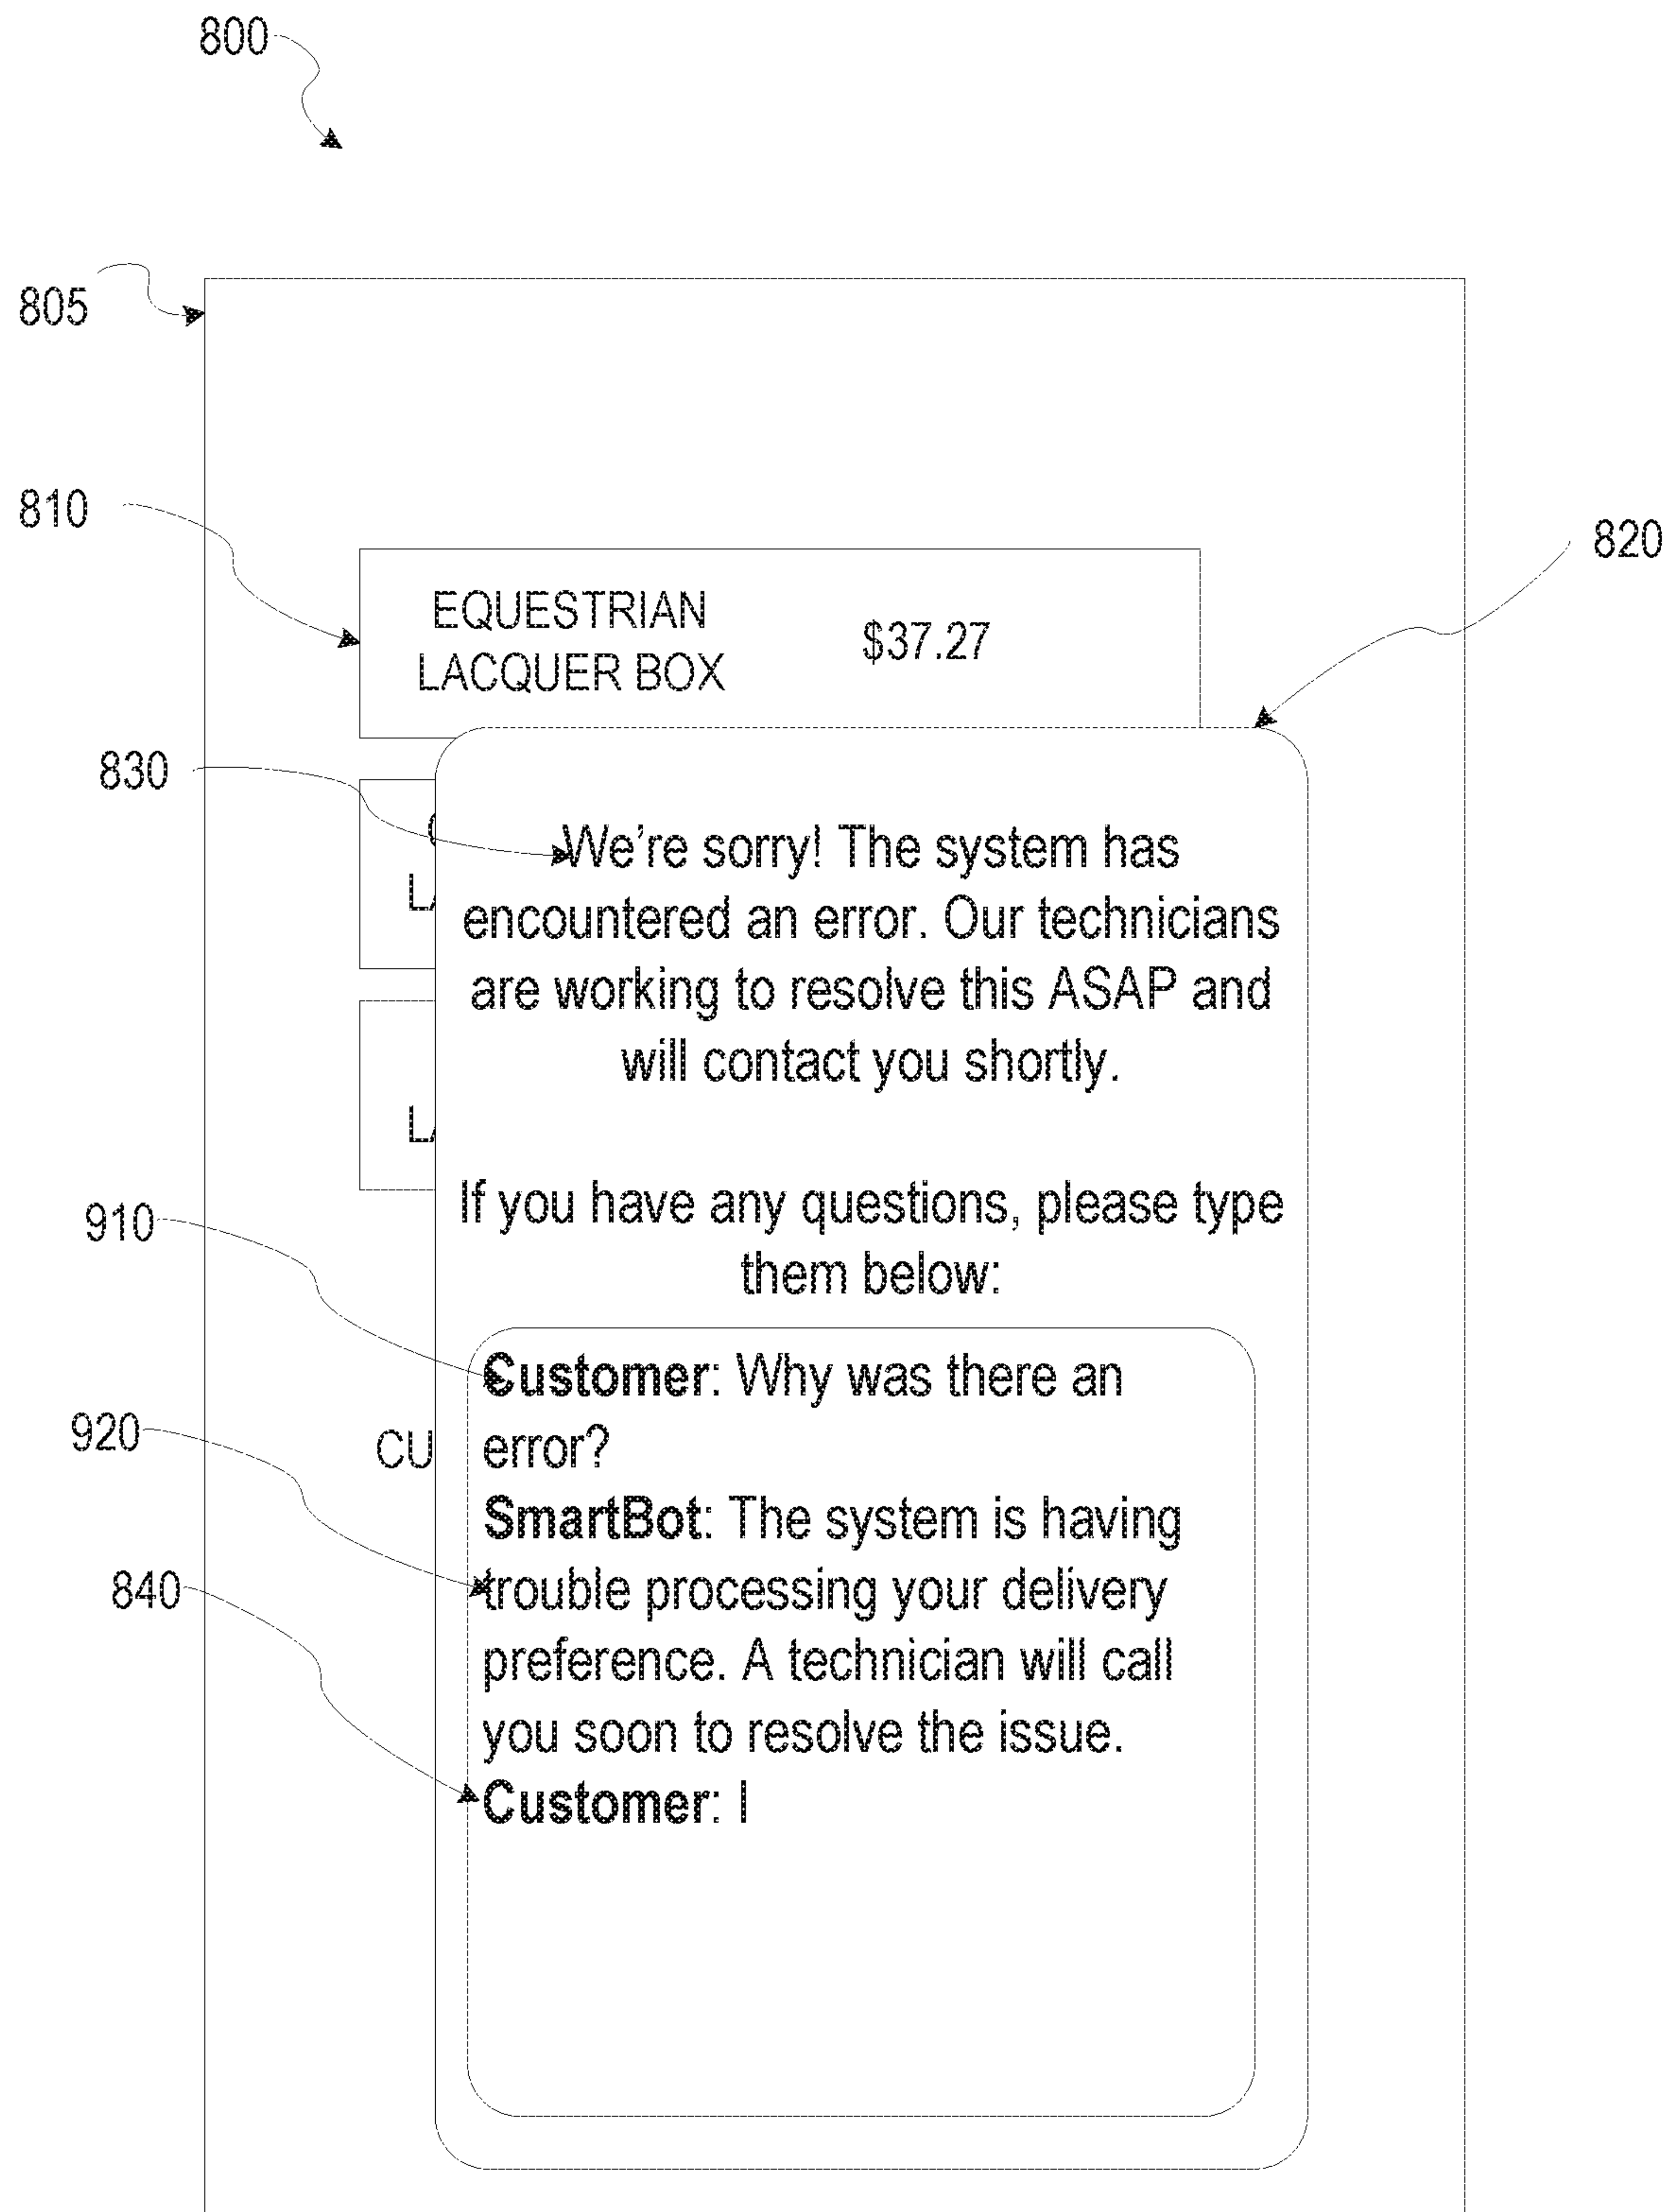 800
805
810
820
EQUESTRIAN
LACQUER BOX
$37.27
830
We're sorry! The system has
encountered an error. Our technicians
are working to resolve this ASAP and
will contact you shortly.
If you have any questions, please type
them below:
910
Customer: Why was there an
error?
920
CU
SmartBot: The system is having
trouble processing your delivery
840
preference. A technician will call
you soon to resolve the issue.
Customer: I